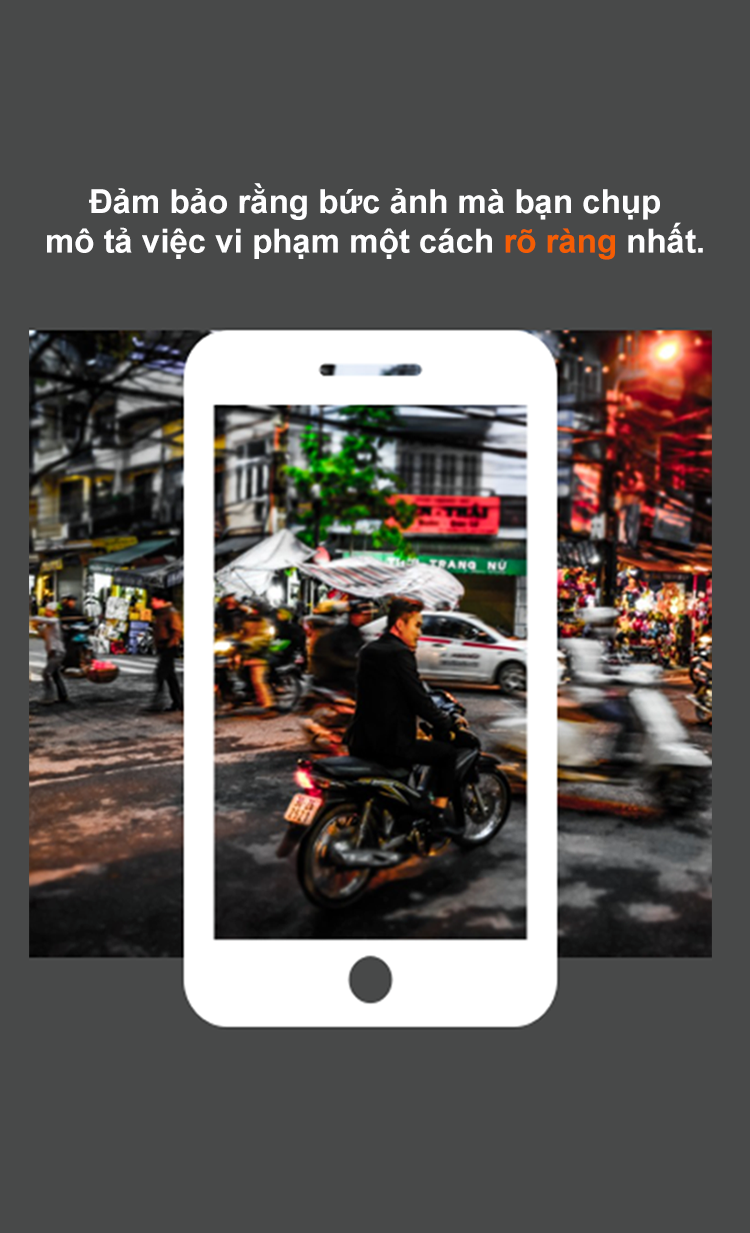 Đảm bảo rằng bức ảnh mà bạn chụp
mô tả việc vi phạm một cách rõ ràng nhất.
TRANG NỮ